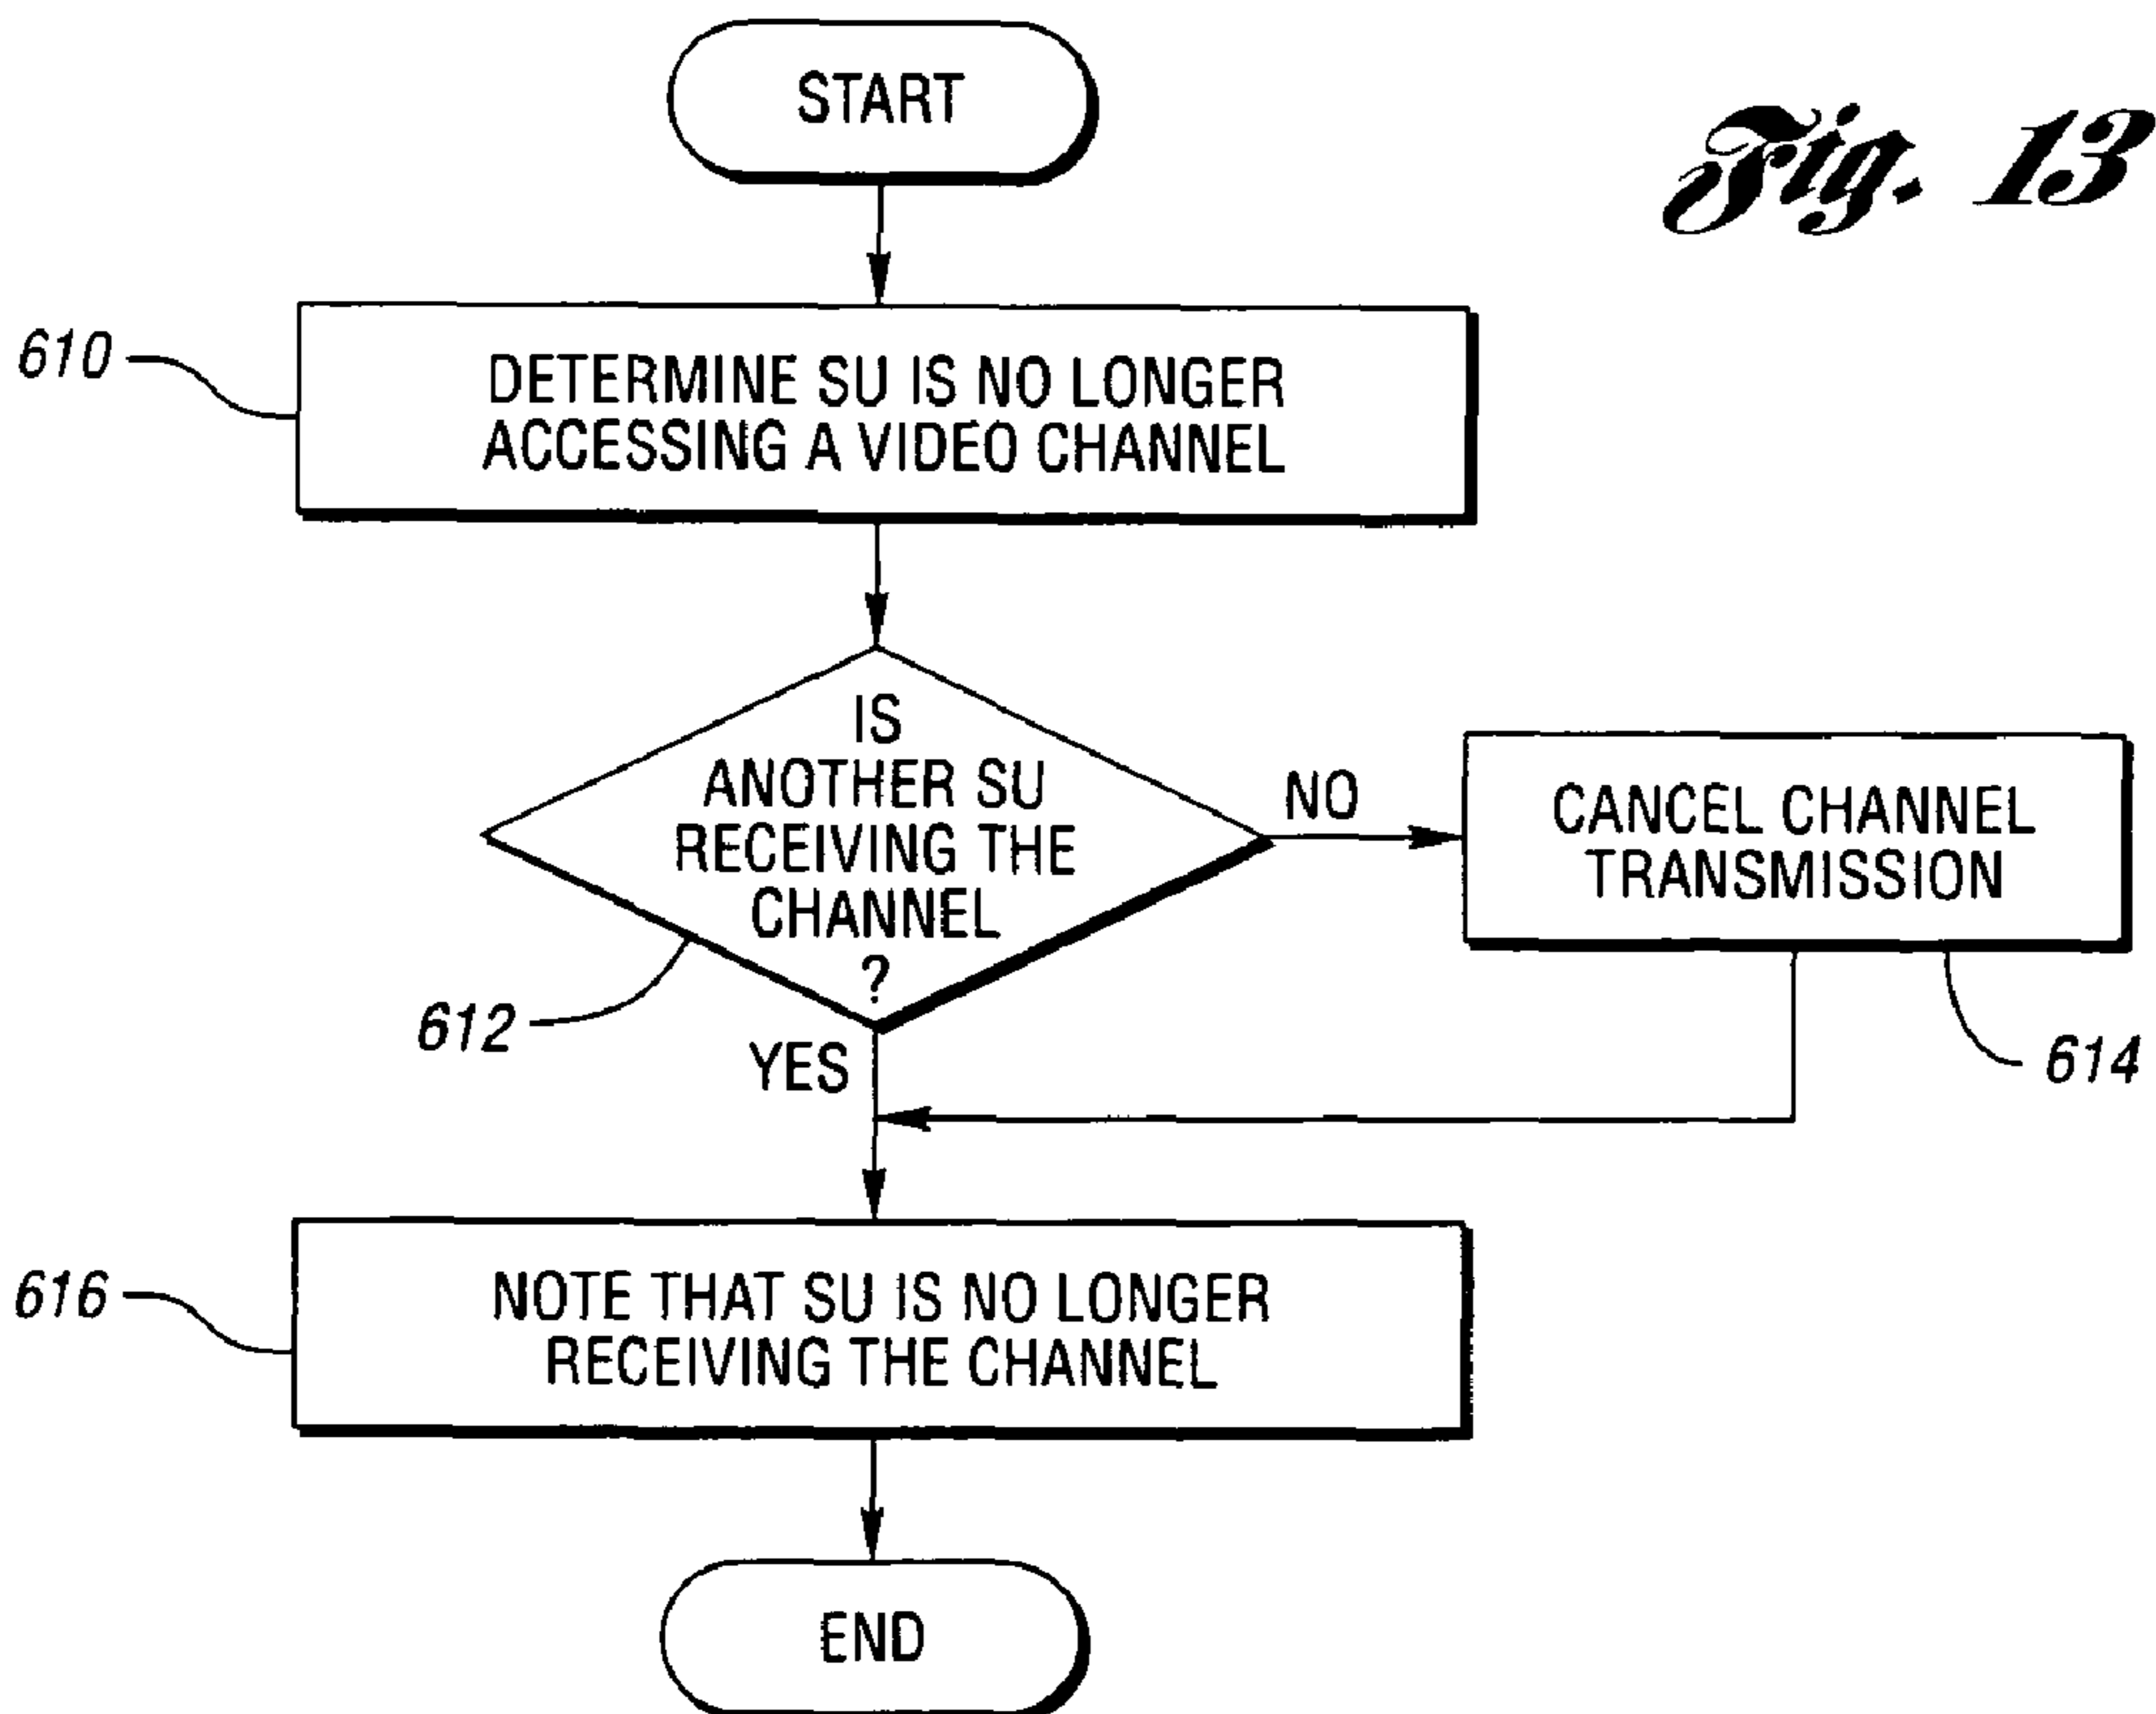 START
Fig. 13
610
DETERMINE SU IS NO LONGER
ACCESSING A VIDEO CHANNEL
IS
ANOTHER SU
RECEIVING THE
CHANNEL
?
NO
CANCEL CHANNEL
TRANSMISSION
612
YES
614
616
NOTE THAT SU IS NO LONGER
RECEIVING THE CHANNEL
END